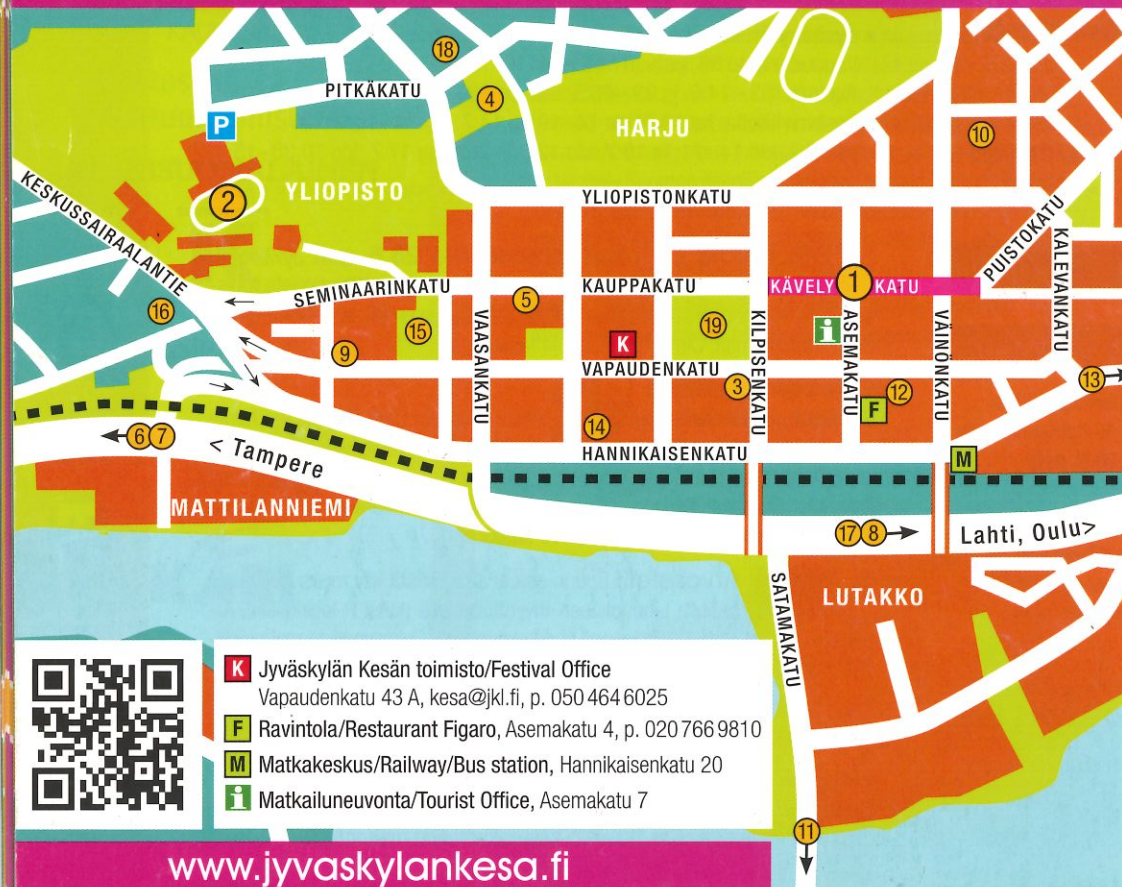 18
PITKÄKATU
4
P
HARJU
10
KESKUSSAIRAALANTIE
2
YLIOPISTO
YLIOPISTONKATU
PUISTOKATU
KALEVANKATU
SEMINAARINKATU
KAUPPAKATU
KÄVELY 1 KATU
16
5
15
VAASANKATU
K
19
KILPISENKATU
i
ASEMAKATU
VÄINÖNKATU
9
VAPAUDENKATU
3
12
F
13
14
HANNIKAISENKATU
M
6 7
< Tampere
MATTILANNIEMI
17 8
Lahti, Oulu>
SATAMAKATU
LUTAKKO
K Jyväskylän Kesän toimisto/Festival Office
Vapaudenkatu 43 A, kesa@jkl.fi, p. 050 464 6025
F Ravintola/Restaurant Figaro, Asemakatu 4, p. 020 766 9810
M Matkakeskus/Railway/Bus station, Hannikaisenkatu 20
i Matkailuneuvonta/Tourist Office, Asemakatu 7
11
www.jyvaskylankesa.fi